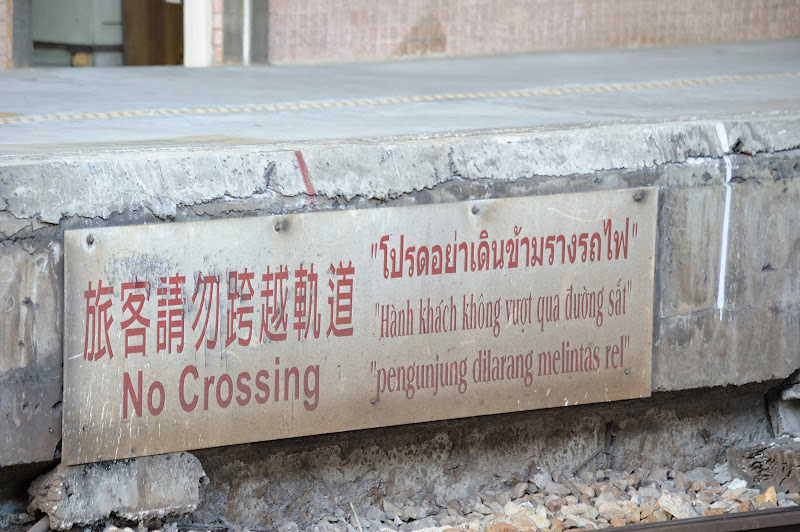 旅客請勿跨越軌道
No Crossing
"โปรดอย่าเดินข้ามรางรถไฟ"
"Hành khách không vượt qua đường sắt"
"pengunjung dilarang melintas rel"